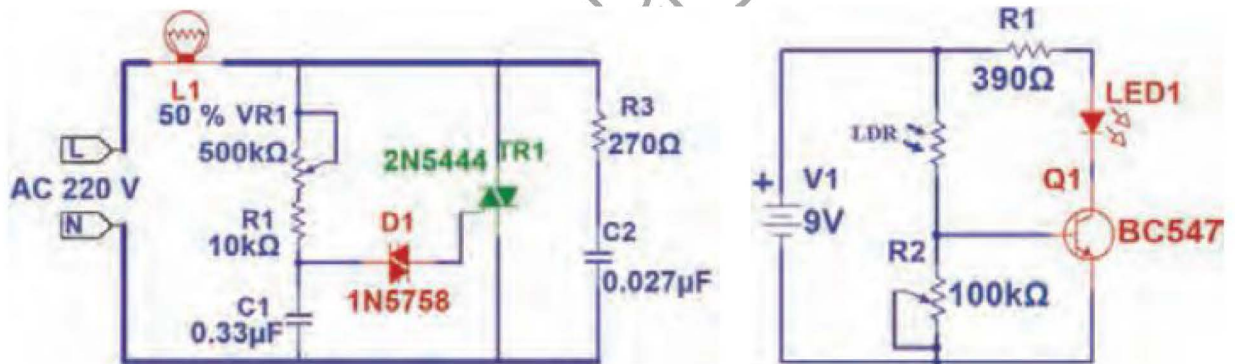 L1
50 % VR1
500kΩ
L
AC 220 V
N
R1
10kΩ
C1
0.33µF
D1
1N5758
2N5444 TR1
R3
270Ω
C2
0.027µF
R1
390Ω
LED1
LDR
Q1
+ V1
9V
BC547
R2
100kΩ